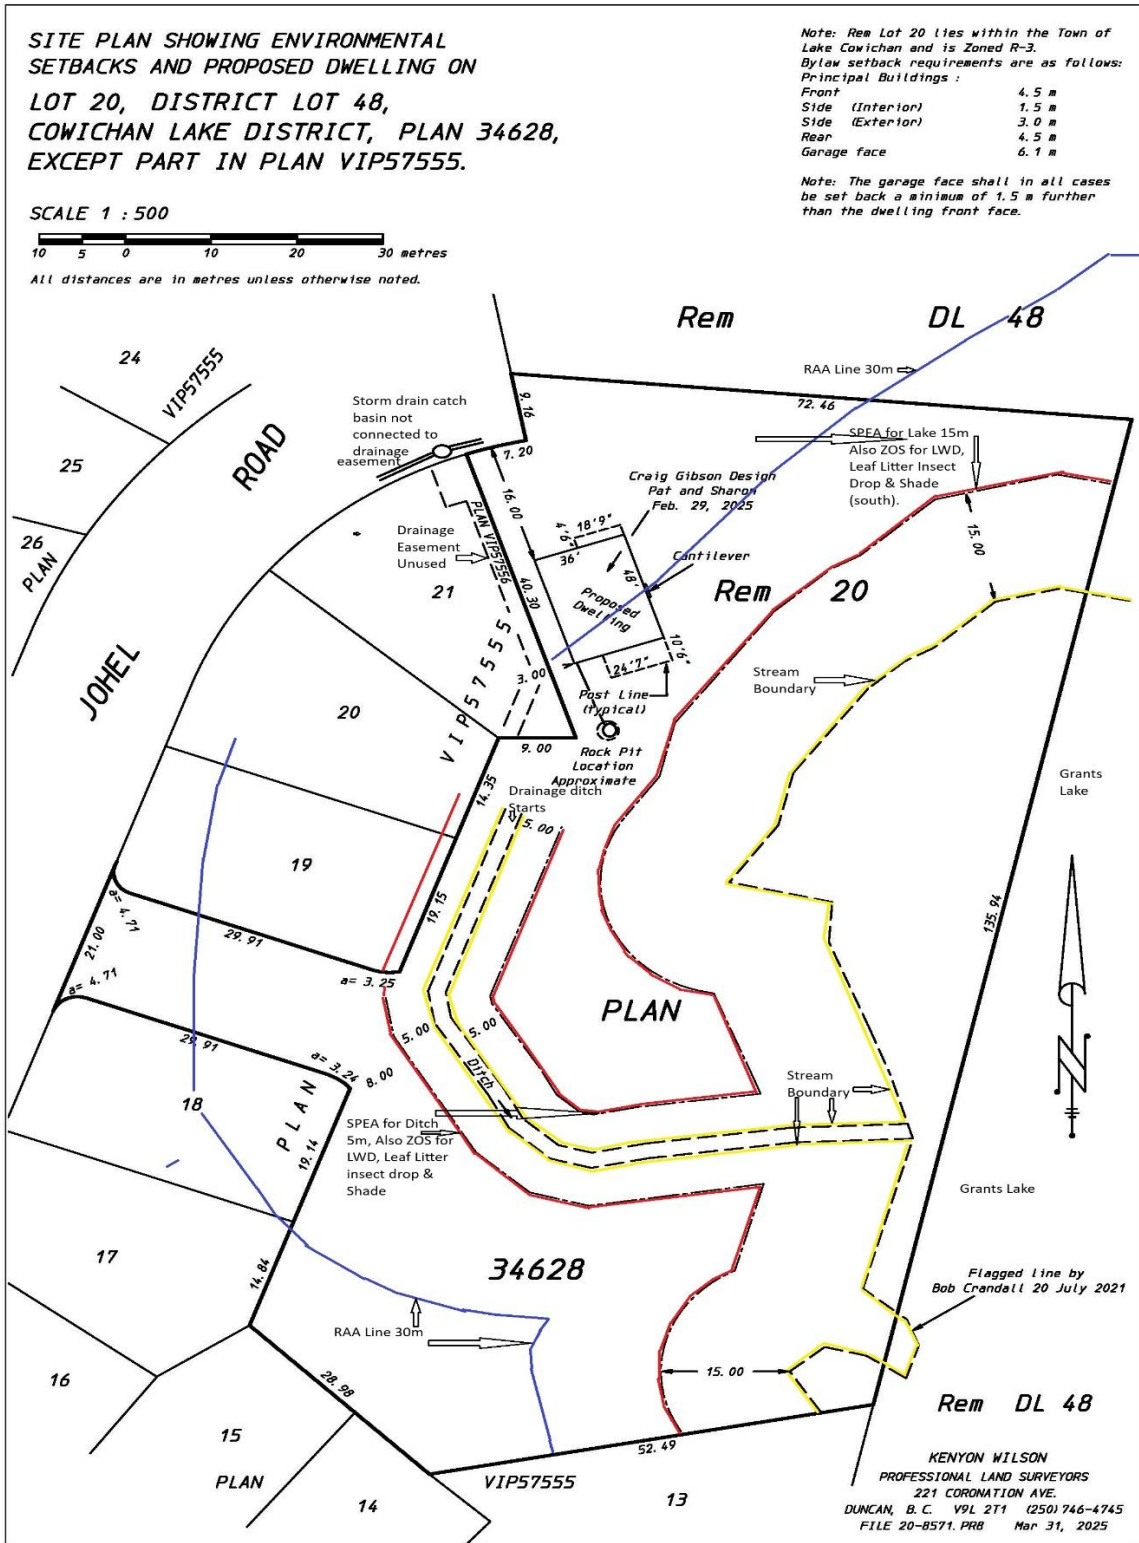 SITE PLAN SHOWING ENVIRONMENTAL
SETBACKS AND PROPOSED DWELLING ON
LOT 20, DISTRICT LOT 48,
COWICHAN LAKE DISTRICT, PLAN 34628,
EXCEPT PART IN PLAN VIP57555.
SCALE 1 : 500
10 5 0 10 20 30 metres
All distances are in metres unless otherwise noted.
Note: Rem Lot 20 lies within the Town of
Lake Cowichan and is Zoned R-3.
Bylaw setback requirements are as follows:
Principal Buildings :
Front 4.5 m
Side (Interior) 1.5 m
Side (Exterior) 3.0 m
Rear 4.5 m
Garage face 6.1 m
Note: The garage face shall in all cases
be set back a minimum of 1.5 m further
than the dwelling front face.
Rem DL 48
24
VIP57555
RAA Line 30m
72.46
9.16
Storm drain catch
basin not
connected to
drainage
easement
7.20
ROAD
25
SPEA for Lake 15m
Also ZOS for LWD,
Leaf Litter Insect
Drop & Shade
(south).
Craig Gibson Design
Pat and Sharon
Feb. 29, 2025
16.00
18'9"
4'6"
36'
48'
Cantilever
PLAN VIP57556
Drainage
Easement
Unused
26
PLAN
15.00
21
40.30
Proposed
Dwelling
Rem 20
10'6"
24'7"
3.00
Post Line
(typical)
Stream
Boundary
JOHEL
20
VIP57555
9.00
Rock Pit
Location
Approximate
14.35
Drainage ditch
Starts
5.00
Grants
Lake
19
a= 4.71
29.91
19.15
135.94
21.00
a= 4.71
a= 3.25
PLAN
29.91
5.00
5.00
a= 3.24
8.00
Ditch
Stream
Boundary
18
PLAN
SPEA for Ditch
5m, Also ZOS for
LWD, Leaf Litter
insect drop &
Shade
19.14
Grants Lake
17
34628
14.84
Flagged line by
Bob Crandall 20 July 2021
RAA Line 30m
16
28.98
15.00
Rem DL 48
15
52.49
PLAN
VIP57555
14
13
KENYON WILSON
PROFESSIONAL LAND SURVEYORS
221 CORONATION AVE.
DUNCAN, B.C. V9L 2T1 (250) 746-4745
FILE 20-8571.PRB Mar 31, 2025
N